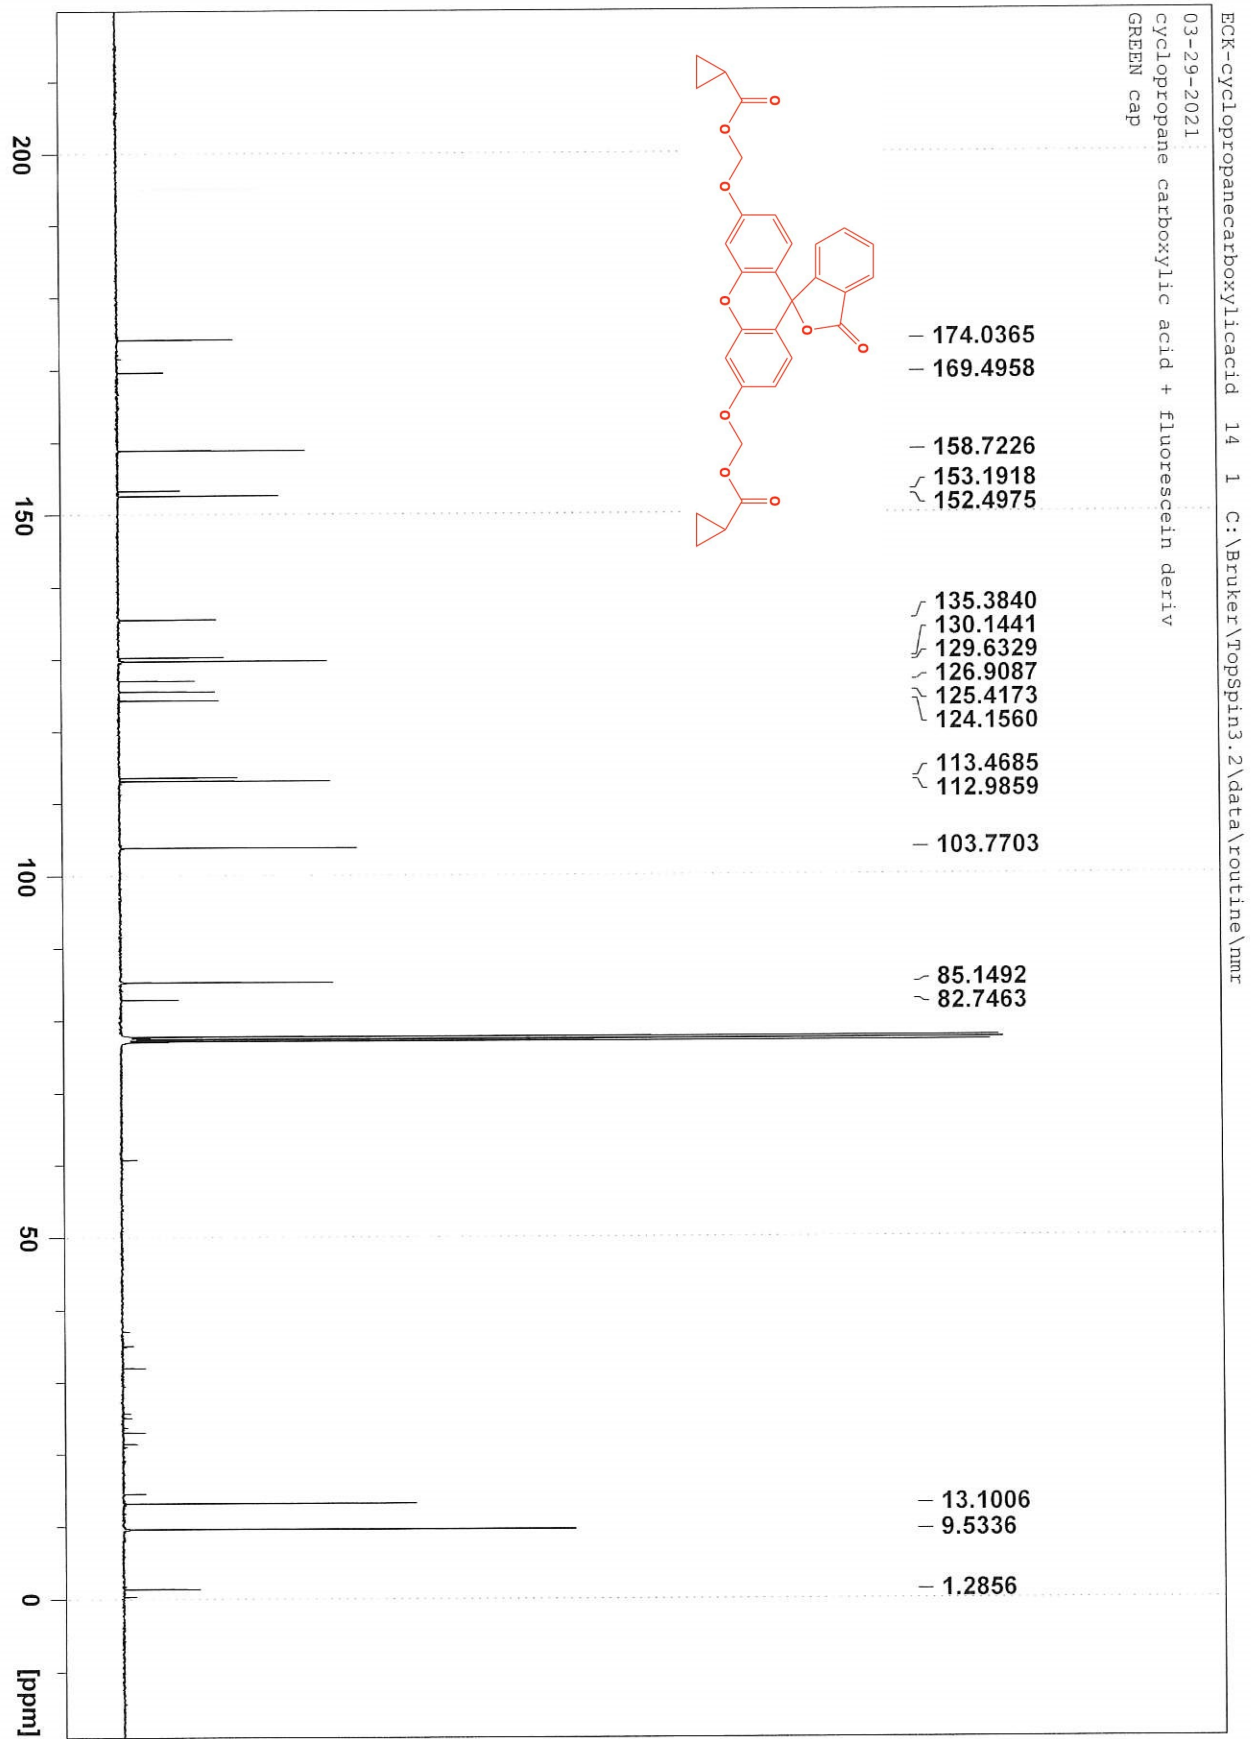 ECK-cyclopropanecarboxylicacid 14 1 C:\Bruker\TopSpin3.2\data\routine\nmr
03-29-2021
cyclopropane carboxylic acid + fluorescein deriv
GREEN cap
174.0365
169.4958
158.7226
153.1918
152.4975
135.3840
130.1441
129.6329
126.9087
125.4173
124.1560
113.4685
112.9859
103.7703
85.1492
82.7463
13.1006
9.5336
1.2856
O
O
O
O
O
O
O
O
O
200 150 100 50 0 [ppm]